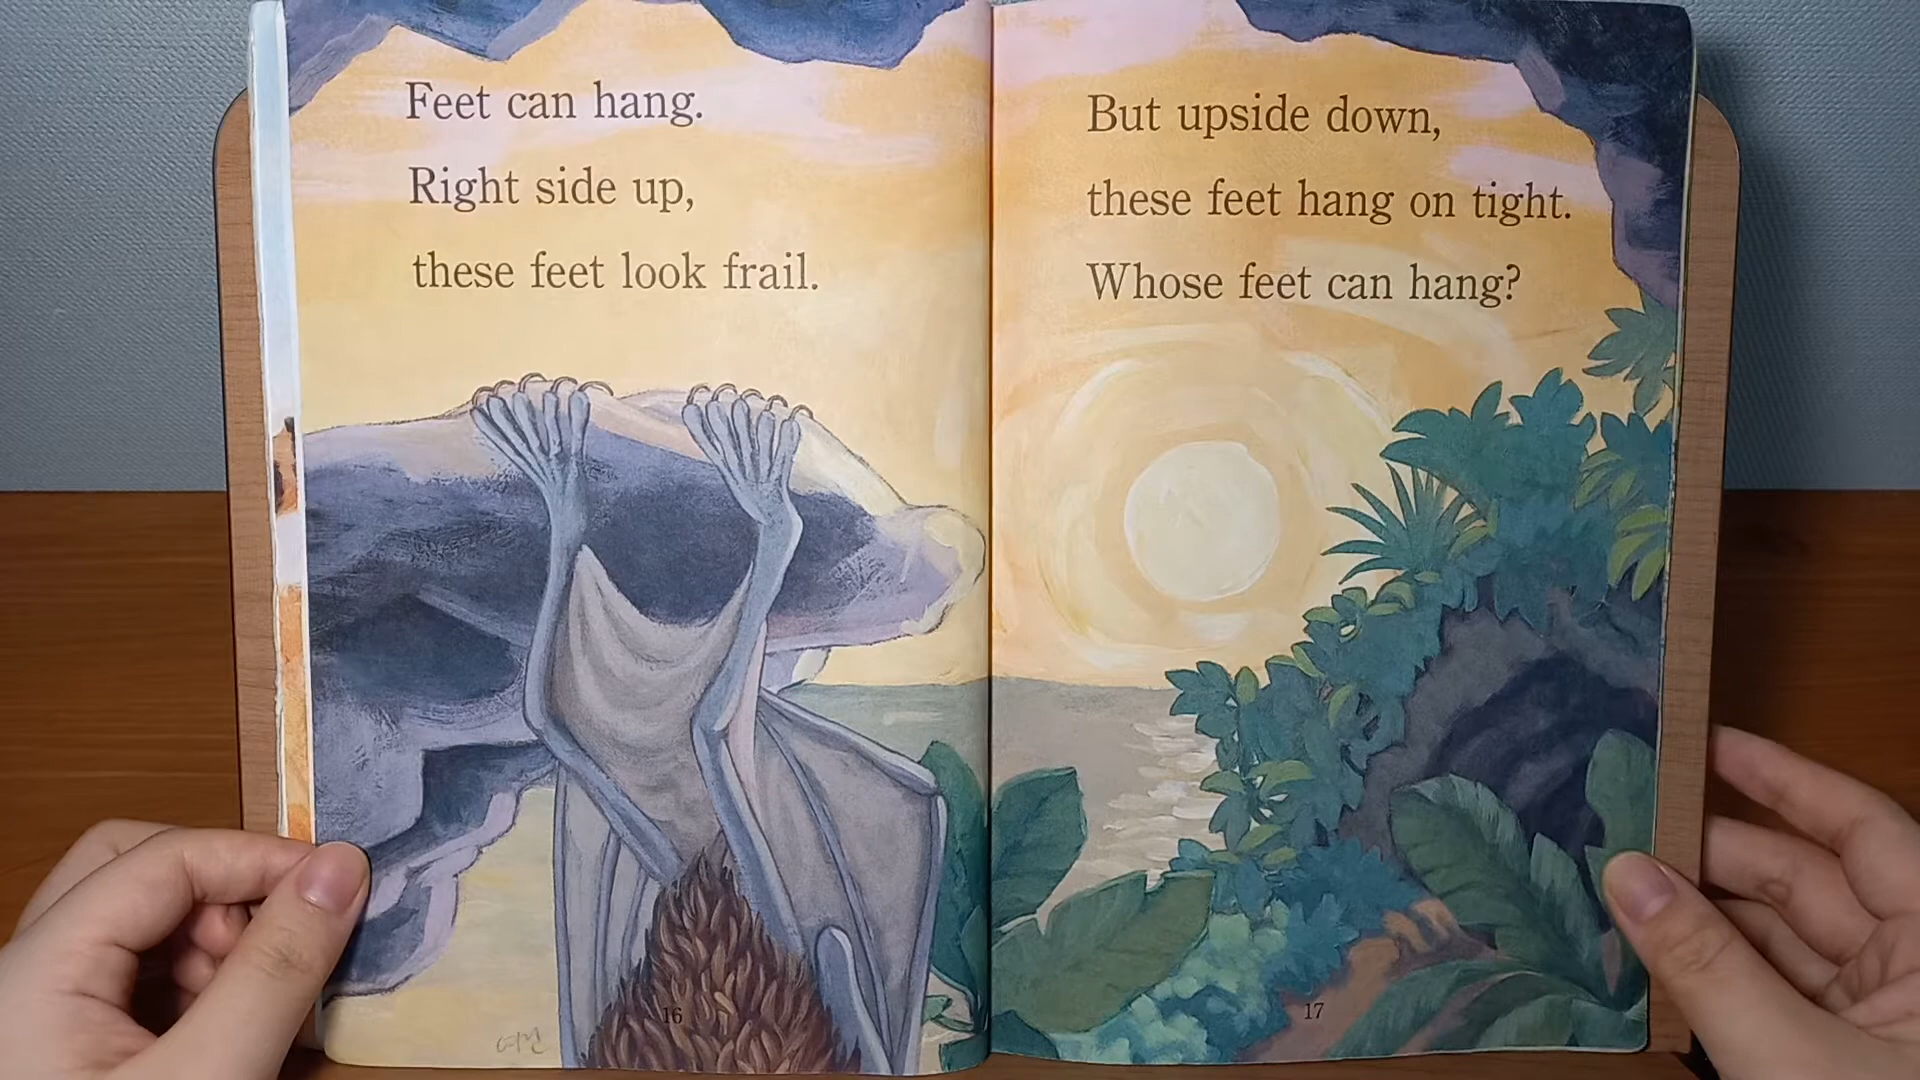 Feet can hang.
Right side up,
these feet look frail.
16
But upside down,
these feet hang on tight.
Whose feet can hang?
17